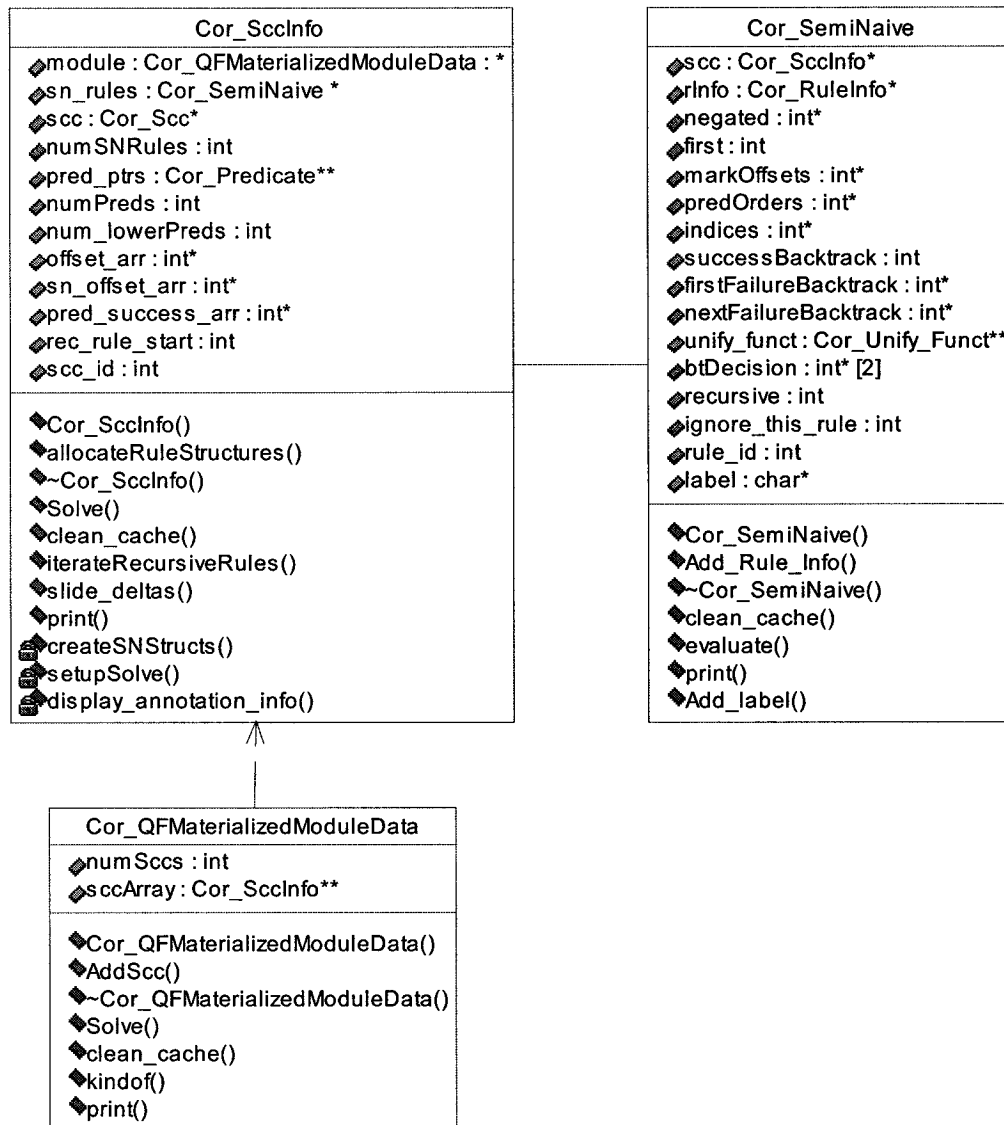 Cor_SccInfo
module : Cor_QFMaterializedModuleData : *
sn_rules : Cor_SemiNaive *
scc : Cor_Scc*
numSNRules : int
pred_ptrs : Cor_Predicate**
numPreds : int
num_lowerPreds : int
offset_arr : int*
sn_offset_arr : int*
pred_success_arr : int*
rec_rule_start : int
scc_id : int
Cor_SccInfo()
allocateRuleStructures()
~Cor_SccInfo()
Solve()
clean_cache()
iterateRecursiveRules()
slide_deltas()
print()
createSNStructs()
setupSolve()
display_annotation_info()
Cor_SemiNaive
scc : Cor_SccInfo*
rInfo : Cor_RuleInfo*
negated : int*
first : int
markOffsets : int*
predOrders : int*
indices : int*
successBacktrack : int
firstFailureBacktrack : int*
nextFailureBacktrack : int*
unify_funct : Cor_Unify_Funct**
btDecision : int* [2]
recursive : int
ignore_this_rule : int
rule_id : int
label : char*
Cor_SemiNaive()
Add_Rule_Info()
~Cor_SemiNaive()
clean_cache()
evaluate()
print()
Add_label()
Cor_QFMaterializedModuleData
numSccs : int
sccArray : Cor_SccInfo**
Cor_QFMaterializedModuleData()
AddScc()
~Cor_QFMaterializedModuleData()
Solve()
clean_cache()
kindof()
print()